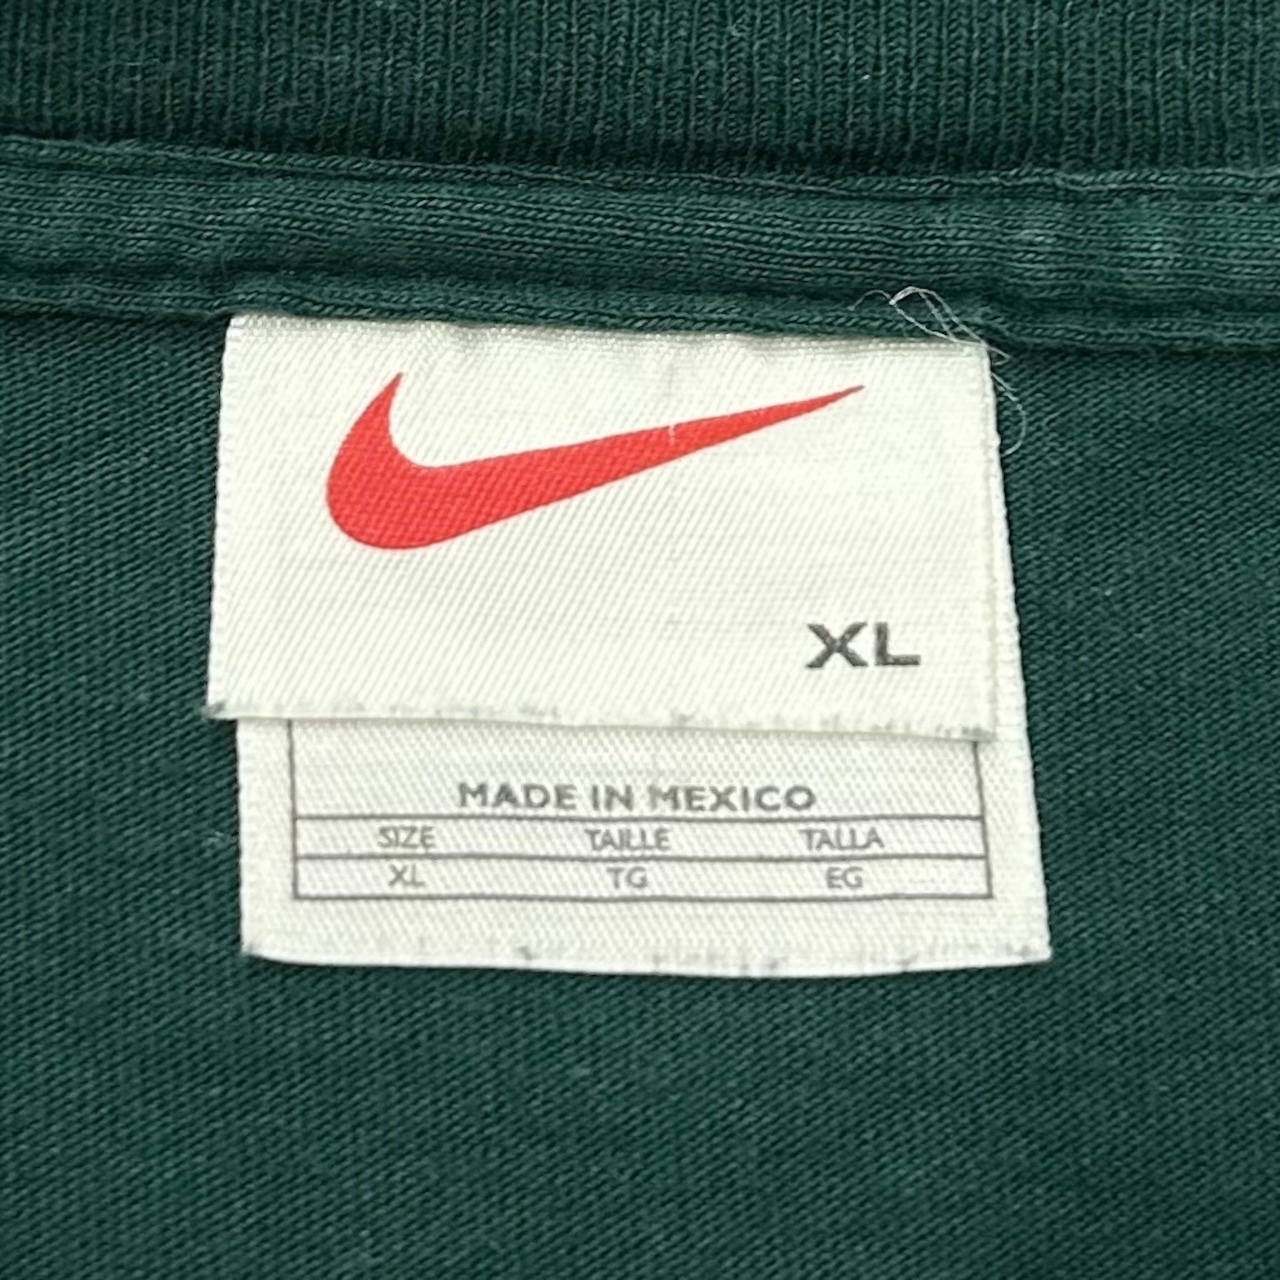 XL
MADE IN MEXICO
SIZE TAILLE TALLA
XL TG EG